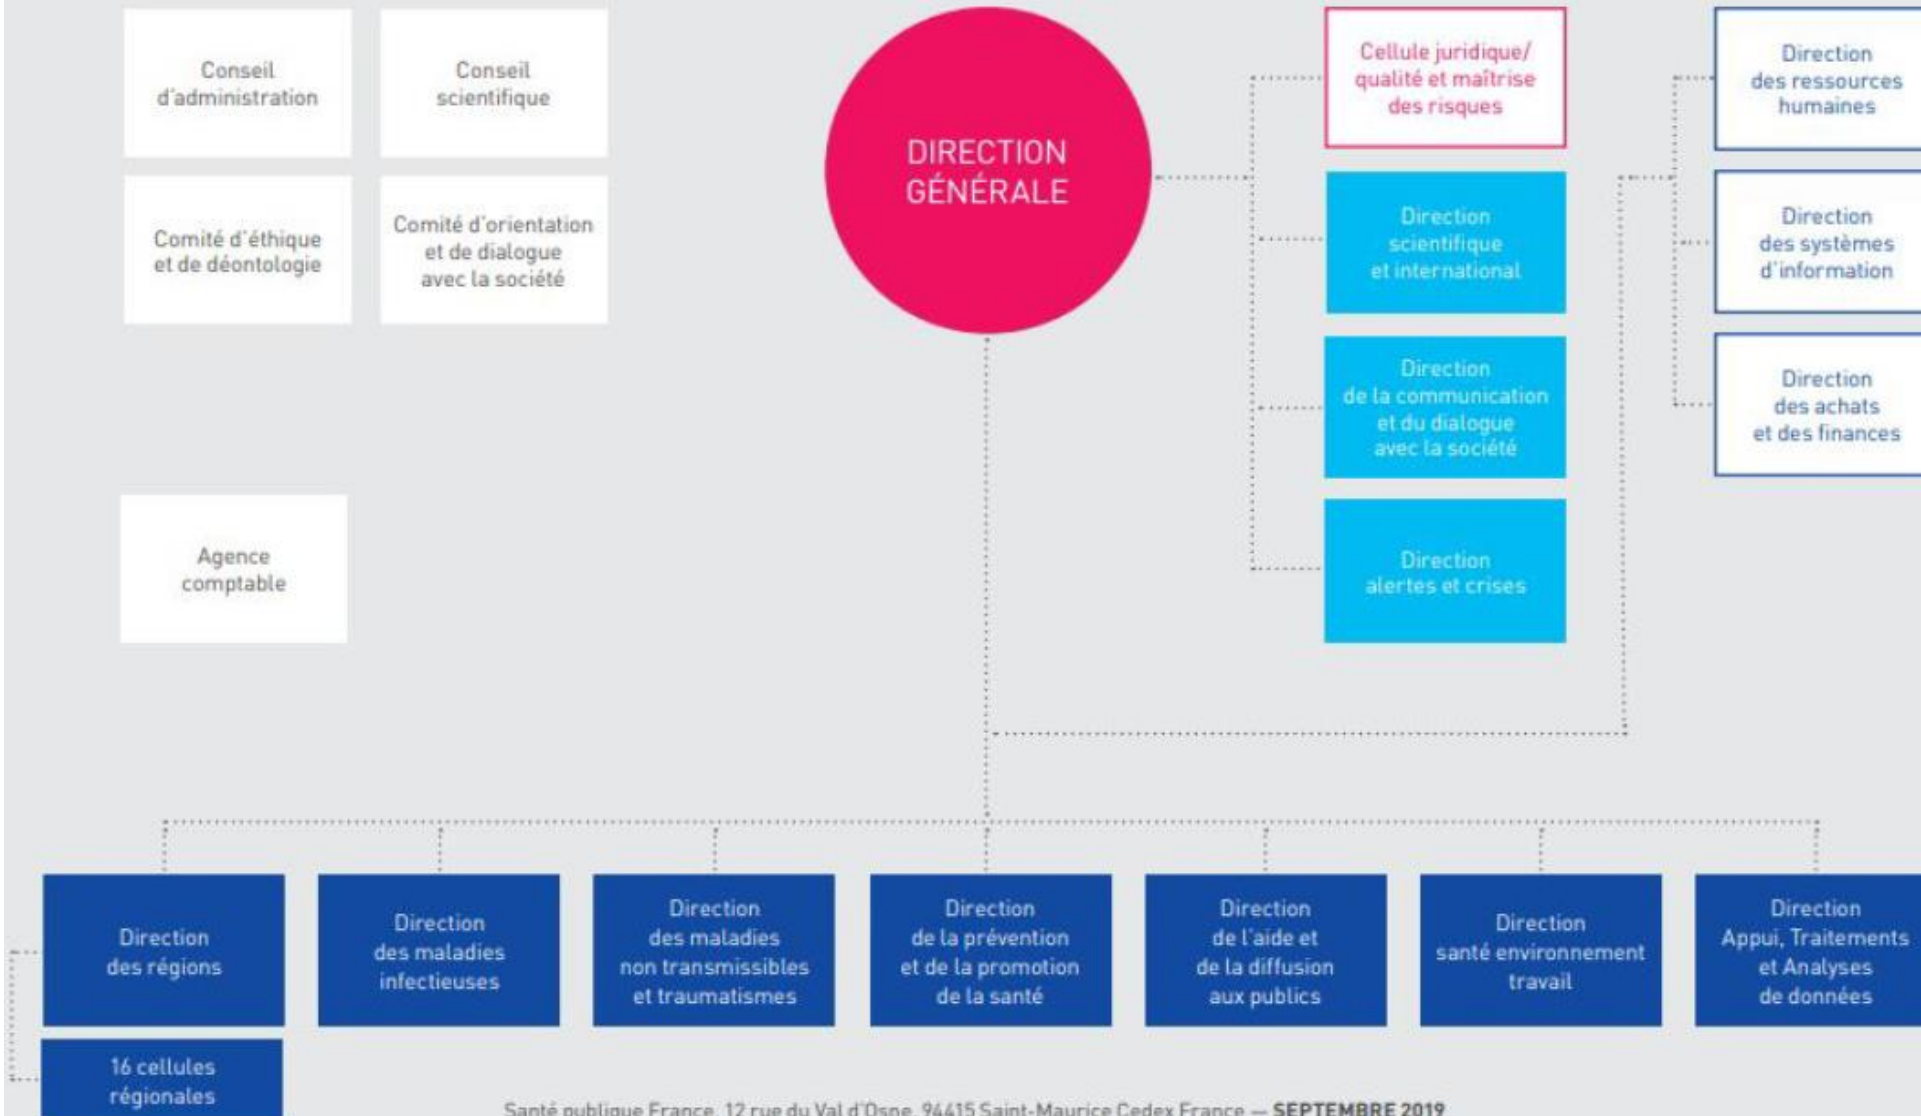 Conseil
d'administration
Conseil
scientifique
Comité d'éthique
et de déontologie
Comité d'orientation
et de dialogue
avec la société
Agence
comptable
DIRECTION
GÉNÉRALE
Cellule juridique/
qualité et maîtrise
des risques
Direction
scientifique
et international
Direction
de la communication
et du dialogue
avec la société
Direction
alertes et crises
Direction
des ressources
humaines
Direction
des systèmes
d'information
Direction
des achats
et des finances
Direction
des régions
16 cellules
régionales
Direction
des maladies
infectieuses
Direction
des maladies
non transmissibles
et traumatismes
Direction
de la prévention
et de la promotion
de la santé
Direction
de l'aide et
de la diffusion
aux publics
Direction
santé environnement
travail
Direction
Appui, Traitements
et Analyses
de données
Santé publique France, 12 rue du Val d'Osne, 94415 Saint-Maurice Cedex France — SEPTEMBRE 2019